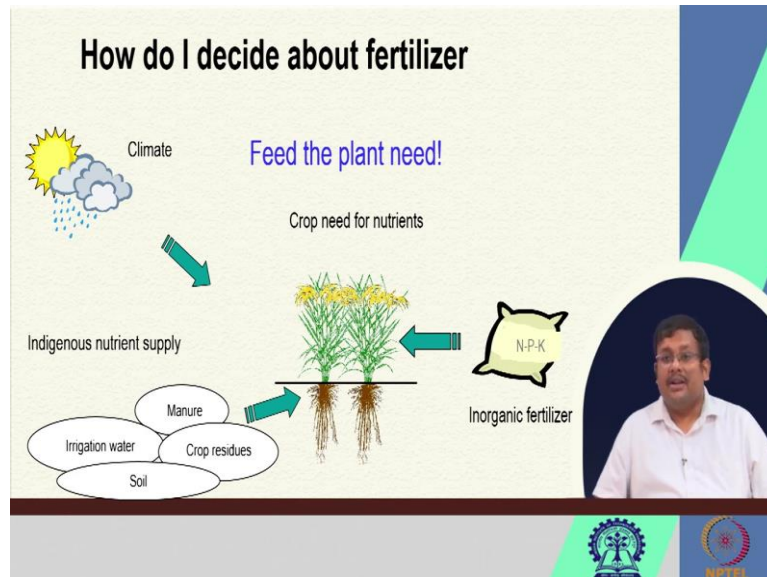 How do I decide about fertilizer
Climate
Feed the plant need!
Crop need for nutrients
Indigenous nutrient supply
Manure
Irrigation water
Crop residues
Soil
N-P-K
Inorganic fertilizer
NPTEL